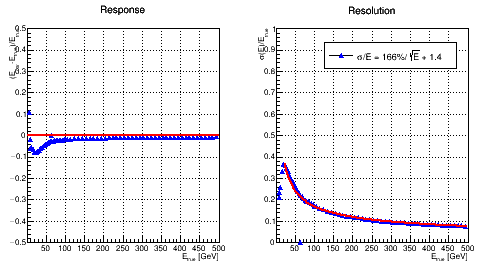 Response
(E_reco - E_true)/E_true
0.5
0.4
0.3
0.2
0.1
0
−0.1
−0.2
−0.3
−0.4
−0.5
50 100 150 200 250 300 350 400 450 500
E_true [GeV]
Resolution
σ(E)/E_true
1
0.9
0.8
0.7
0.6
0.5
0.4
0.3
0.2
0.1
0
σ/E = 166%/√E + 1.4
50 100 150 200 250 300 350 400 450 500
E_true [GeV]